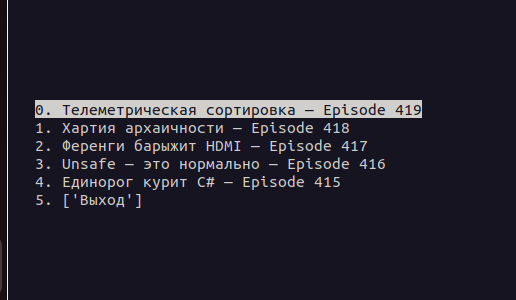 0. Телеметрическая сортировка — Episode 419
1. Хартия архаичности — Episode 418
2. Ференги барыжит HDMI — Episode 417
3. Unsafe — это нормально — Episode 416
4. Единорог курит C# — Episode 415
5. ['Выход']